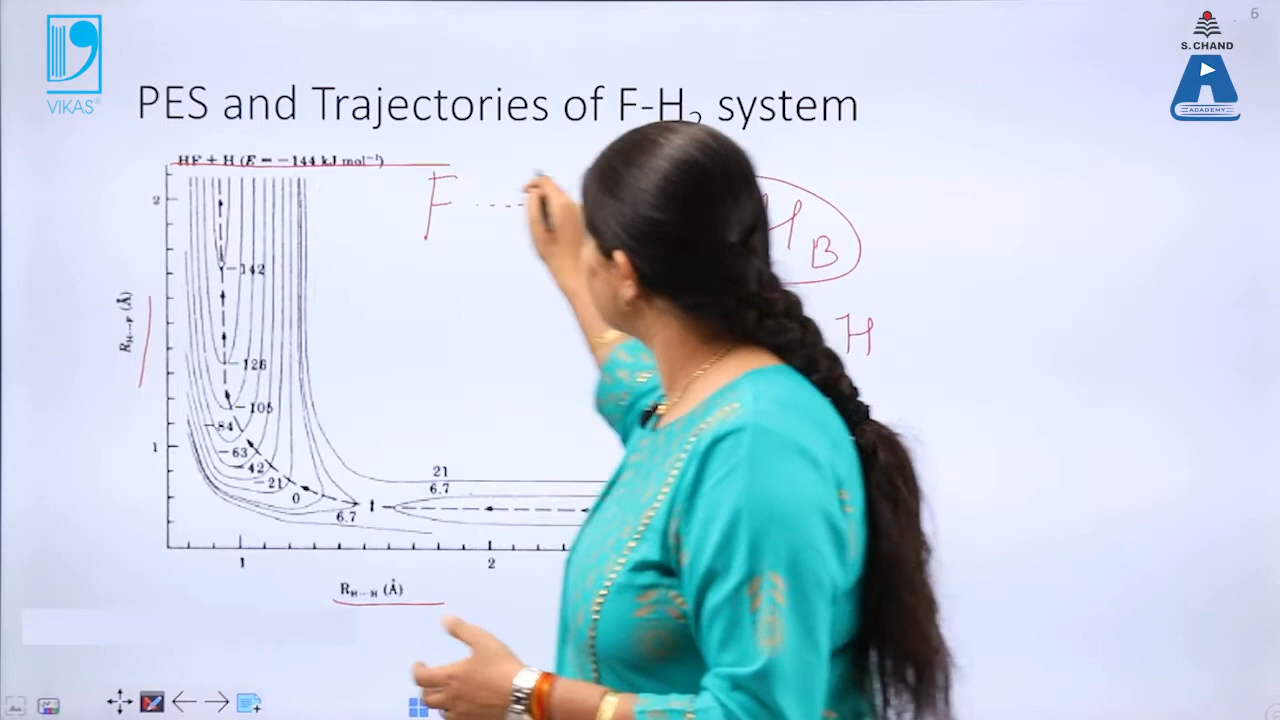 6
VIKAS®
S. CHAND
ACADEMY
PES and Trajectories of F-H2 system
HF + H (E = −144 kJ mol⁻¹)
2
F ----
H B
−142
R H--F (Å)
H
−126
−105
−84
1
−63
−42
21
−21
6.7
0
6.7
1
2
R H--H (Å)